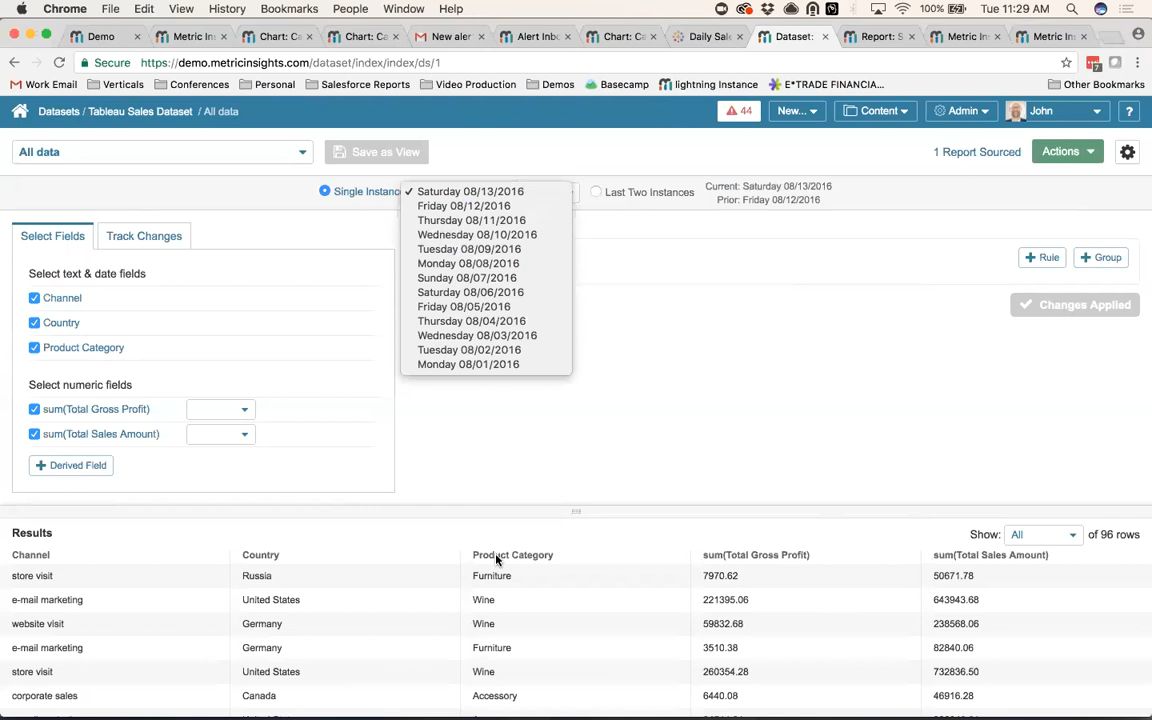 Chrome File Edit View History Bookmarks People Window Help 100% Tue 11:29 AM
Demo Metric Ins Chart: Ca Chart: Ca New aler Alert Inbo Chart: Ca Daily Sal Dataset: Report: S Metric In Metric In
Secure https://demo.metricinsights.com/dataset/index/index/ds/1 7
Work Email Verticals Conferences Proposals Salesforce Reports Video Production Demos Basecamp lightning Instance E*TRADE FINANCIA... Other Bookmarks
Datasets / Tableau Sales Dataset / All data 44 New... Content Admin John ?
All data Save as View 1 Report Sourced Actions
Single Instance Last Two Instances Current: Saturday 08/13/2016
Prior: Friday 08/12/2016
Saturday 08/13/2016
Friday 08/12/2016
Thursday 08/11/2016
Wednesday 08/10/2016
Tuesday 08/09/2016
Monday 08/08/2016
Sunday 08/07/2016
Saturday 08/06/2016
Friday 08/05/2016
Thursday 08/04/2016
Wednesday 08/03/2016
Tuesday 08/02/2016
Monday 08/01/2016
Select Fields Track Changes
Rule Group
Changes Applied
Select text & date fields
Channel
Country
Product Category
Select numeric fields
sum(Total Gross Profit)
sum(Total Sales Amount)
Derived Field
Results Show: All of 96 rows
Channel Country Product Category sum(Total Gross Profit) sum(Total Sales Amount)
store visit Russia Furniture 7970.62 50671.78
e-mail marketing United States Wine 221395.06 643943.68
website visit Germany Wine 59832.68 238568.06
e-mail marketing Germany Furniture 3510.38 82840.06
store visit United States Wine 260354.28 732836.50
corporate sales Canada Accessory 6440.08 46916.28